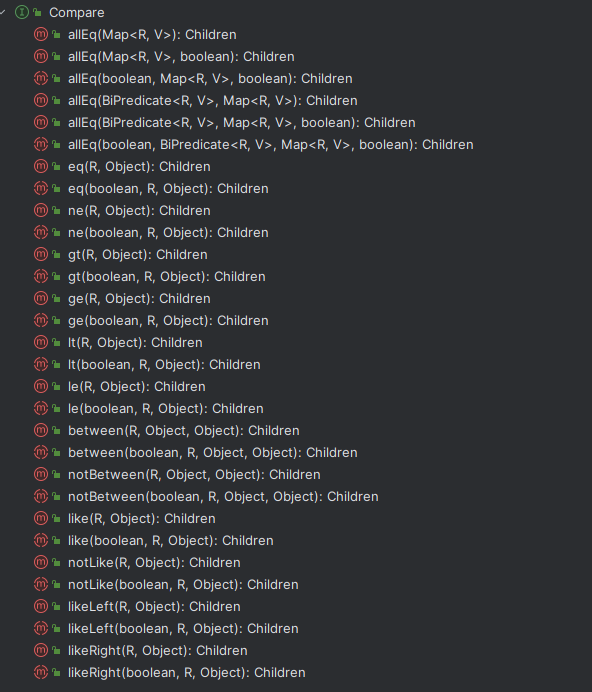 Compare
allEq(Map<R, V>): Children
allEq(Map<R, V>, boolean): Children
allEq(boolean, Map<R, V>, boolean): Children
allEq(BiPredicate<R, V>, Map<R, V>): Children
allEq(BiPredicate<R, V>, Map<R, V>, boolean): Children
allEq(boolean, BiPredicate<R, V>, Map<R, V>, boolean): Children
eq(R, Object): Children
eq(boolean, R, Object): Children
ne(R, Object): Children
ne(boolean, R, Object): Children
gt(R, Object): Children
gt(boolean, R, Object): Children
ge(R, Object): Children
ge(boolean, R, Object): Children
lt(R, Object): Children
lt(boolean, R, Object): Children
le(R, Object): Children
le(boolean, R, Object): Children
between(R, Object, Object): Children
between(boolean, R, Object, Object): Children
notBetween(R, Object, Object): Children
notBetween(boolean, R, Object, Object): Children
like(R, Object): Children
like(boolean, R, Object): Children
notLike(R, Object): Children
notLike(boolean, R, Object): Children
likeLeft(R, Object): Children
likeLeft(boolean, R, Object): Children
likeRight(R, Object): Children
likeRight(boolean, R, Object): Children